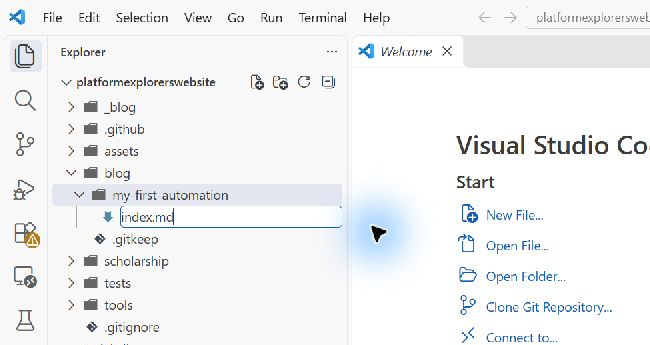 File Edit Selection View Go Run Terminal Help platformexplorersweb
Explorer ...
Welcome
platformexplorerswebsite
_blog
.github
assets
Visual Studio Co
blog
Start
my-first-automation
New File...
index.md
.gitkeep
Open File...
scholarship
Open Folder...
tests
tools
Clone Git Repository...
.gitignore
Connect to...